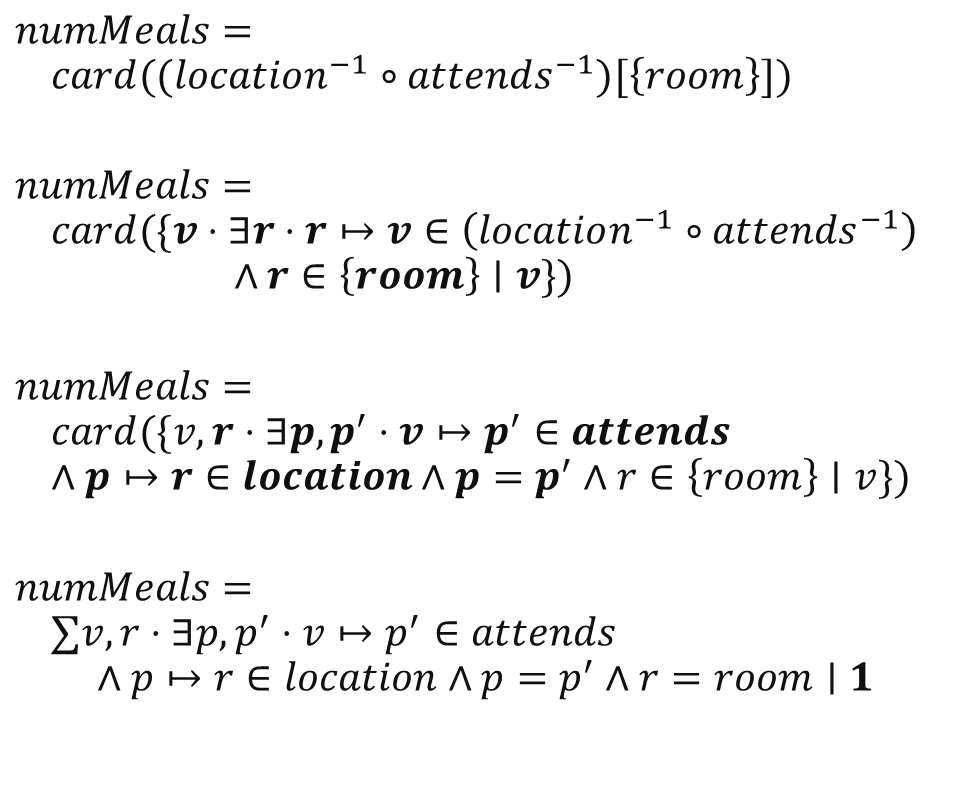 numMeals =
card((location⁻¹ ∘ attends⁻¹)[{room}])
numMeals =
card({v · ∃r · r ↦ v ∈ (location⁻¹ ∘ attends⁻¹)
∧ r ∈ {room} | v})
numMeals =
card({v, r · ∃p, p′ · v ↦ p′ ∈ attends
∧ p ↦ r ∈ location ∧ p = p′ ∧ r ∈ {room} | v})
numMeals =
∑v, r · ∃p, p′ · v ↦ p′ ∈ attends
∧ p ↦ r ∈ location ∧ p = p′ ∧ r = room | 1